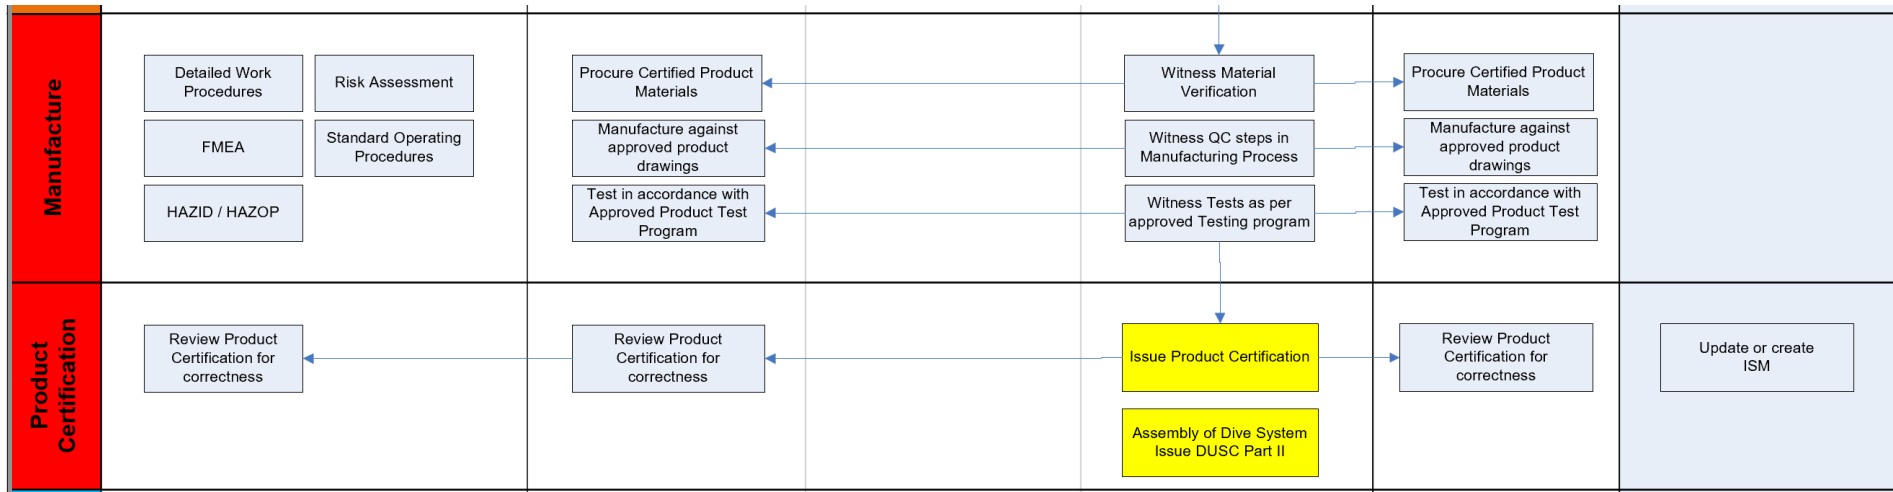 Manufacture
Detailed Work
Procedures
Risk Assessment
FMEA
Standard Operating
Procedures
HAZID / HAZOP
Procure Certified Product
Materials
Manufacture against
approved product
drawings
Test in accordance with
Approved Product Test
Program
Witness Material
Verification
Witness QC steps in
Manufacturing Process
Witness Tests as per
approved Testing program
Procure Certified Product
Materials
Manufacture against
approved product
drawings
Test in accordance with
Approved Product Test
Program
Product
Certification
Review Product
Certification for
correctness
Review Product
Certification for
correctness
Issue Product Certification
Assembly of Dive System
Issue DUSC Part II
Review Product
Certification for
correctness
Update or create
ISM